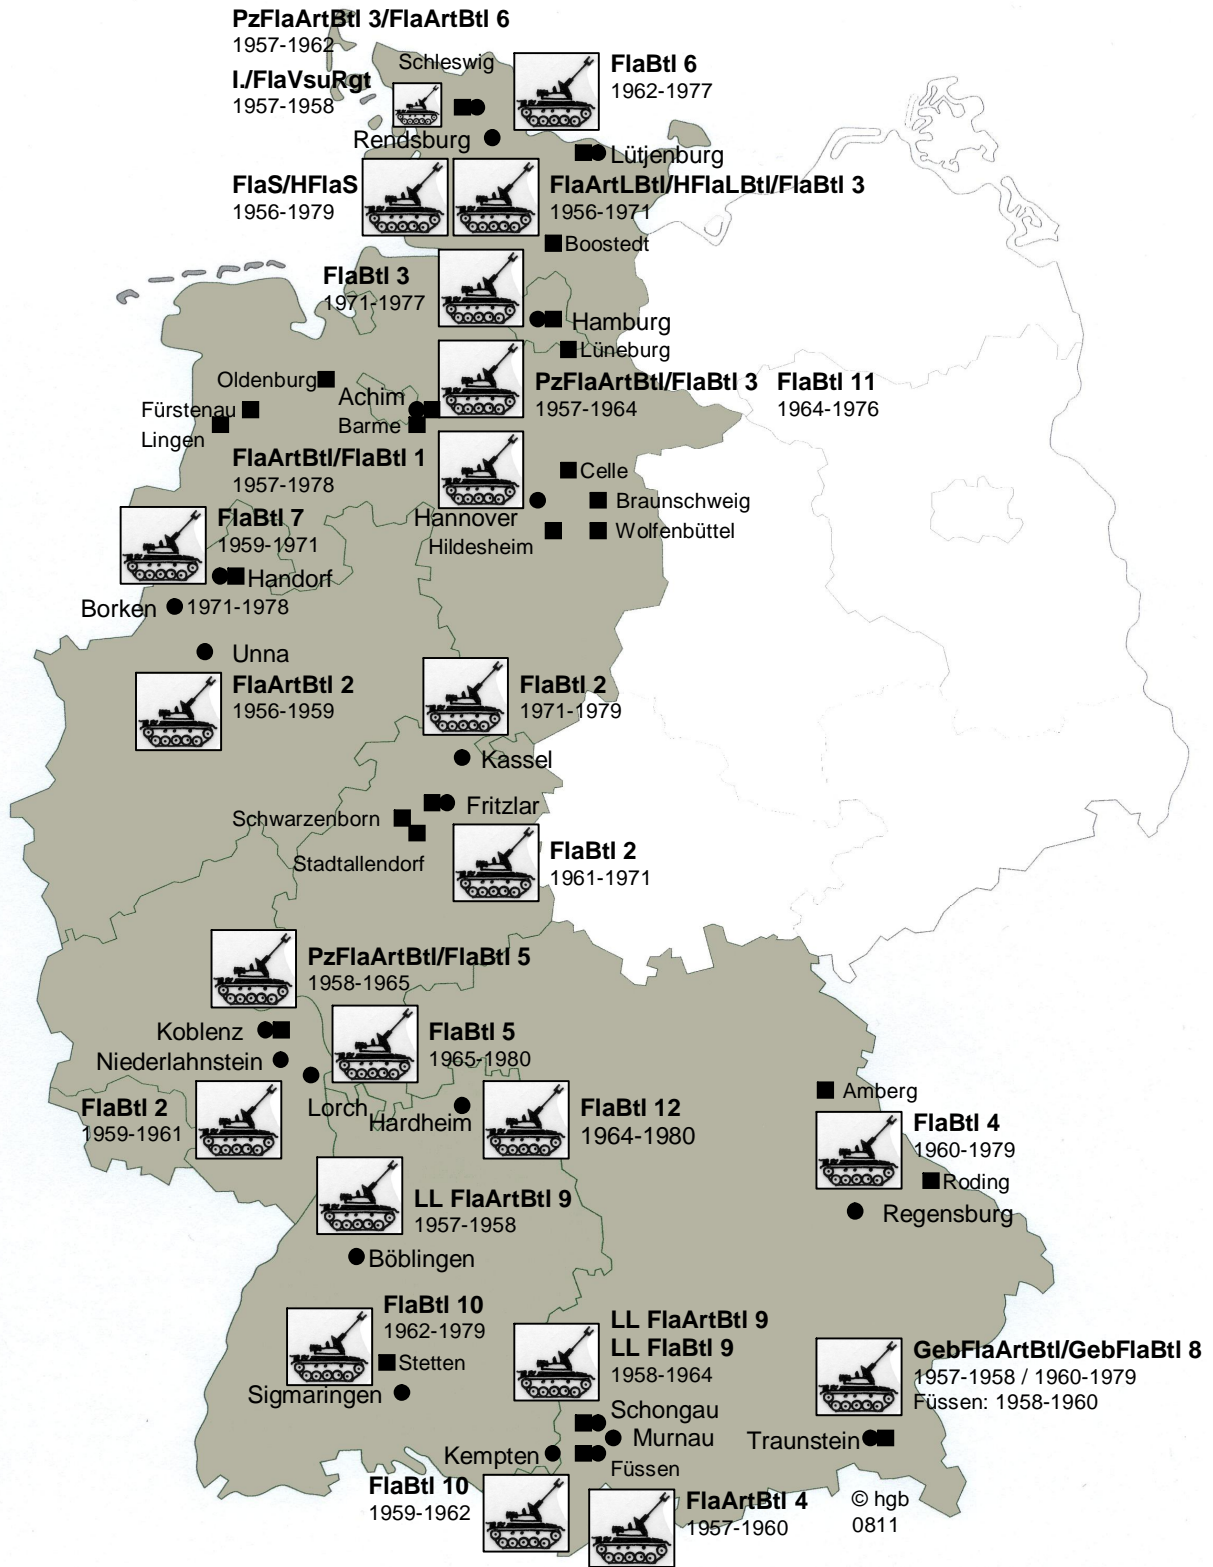 PzFlaArtBtl 3/FlaArtBtl 6
1957-1962
Schleswig
I./FlaVsuRgt
1957-1958
FlaBtl 6
1962-1977
Rendsburg
Lütjenburg
FlaS/HFlaS
1956-1979
FlaArtLBtl/HFlaLBtl/FlaBtl 3
1956-1971
Boostedt
FlaBtl 3
1971-1977
Hamburg
Lüneburg
Oldenburg
Achim
Fürstenau
Barme
Lingen
PzFlaArtBtl/FlaBtl 3
1957-1964
FlaBtl 11
1964-1976
FlaArtBtl/FlaBtl 1
1957-1978
Celle
Braunschweig
Hannover
Hildesheim
Wolfenbüttel
FlaBtl 7
1959-1971
Handorf
Borken
1971-1978
Unna
FlaArtBtl 2
1956-1959
FlaBtl 2
1971-1979
Kassel
Fritzlar
Schwarzenborn
Stadtallendorf
FlaBtl 2
1961-1971
PzFlaArtBtl/FlaBtl 5
1958-1965
Koblenz
Niederlahnstein
FlaBtl 5
1965-1980
Lorch
Hardheim
FlaBtl 2
1959-1961
FlaBtl 12
1964-1980
Amberg
FlaBtl 4
1960-1979
Roding
Regensburg
LL FlaArtBtl 9
1957-1958
Böblingen
FlaBtl 10
1962-1979
Stetten
Sigmaringen
LL FlaArtBtl 9
LL FlaBtl 9
1958-1964
GebFlaArtBtl/GebFlaBtl 8
1957-1958 / 1960-1979
Füssen: 1958-1960
Schongau
Murnau
Traunstein
Kempten
Füssen
FlaBtl 10
1959-1962
FlaArtBtl 4
1957-1960
© hgb
0811